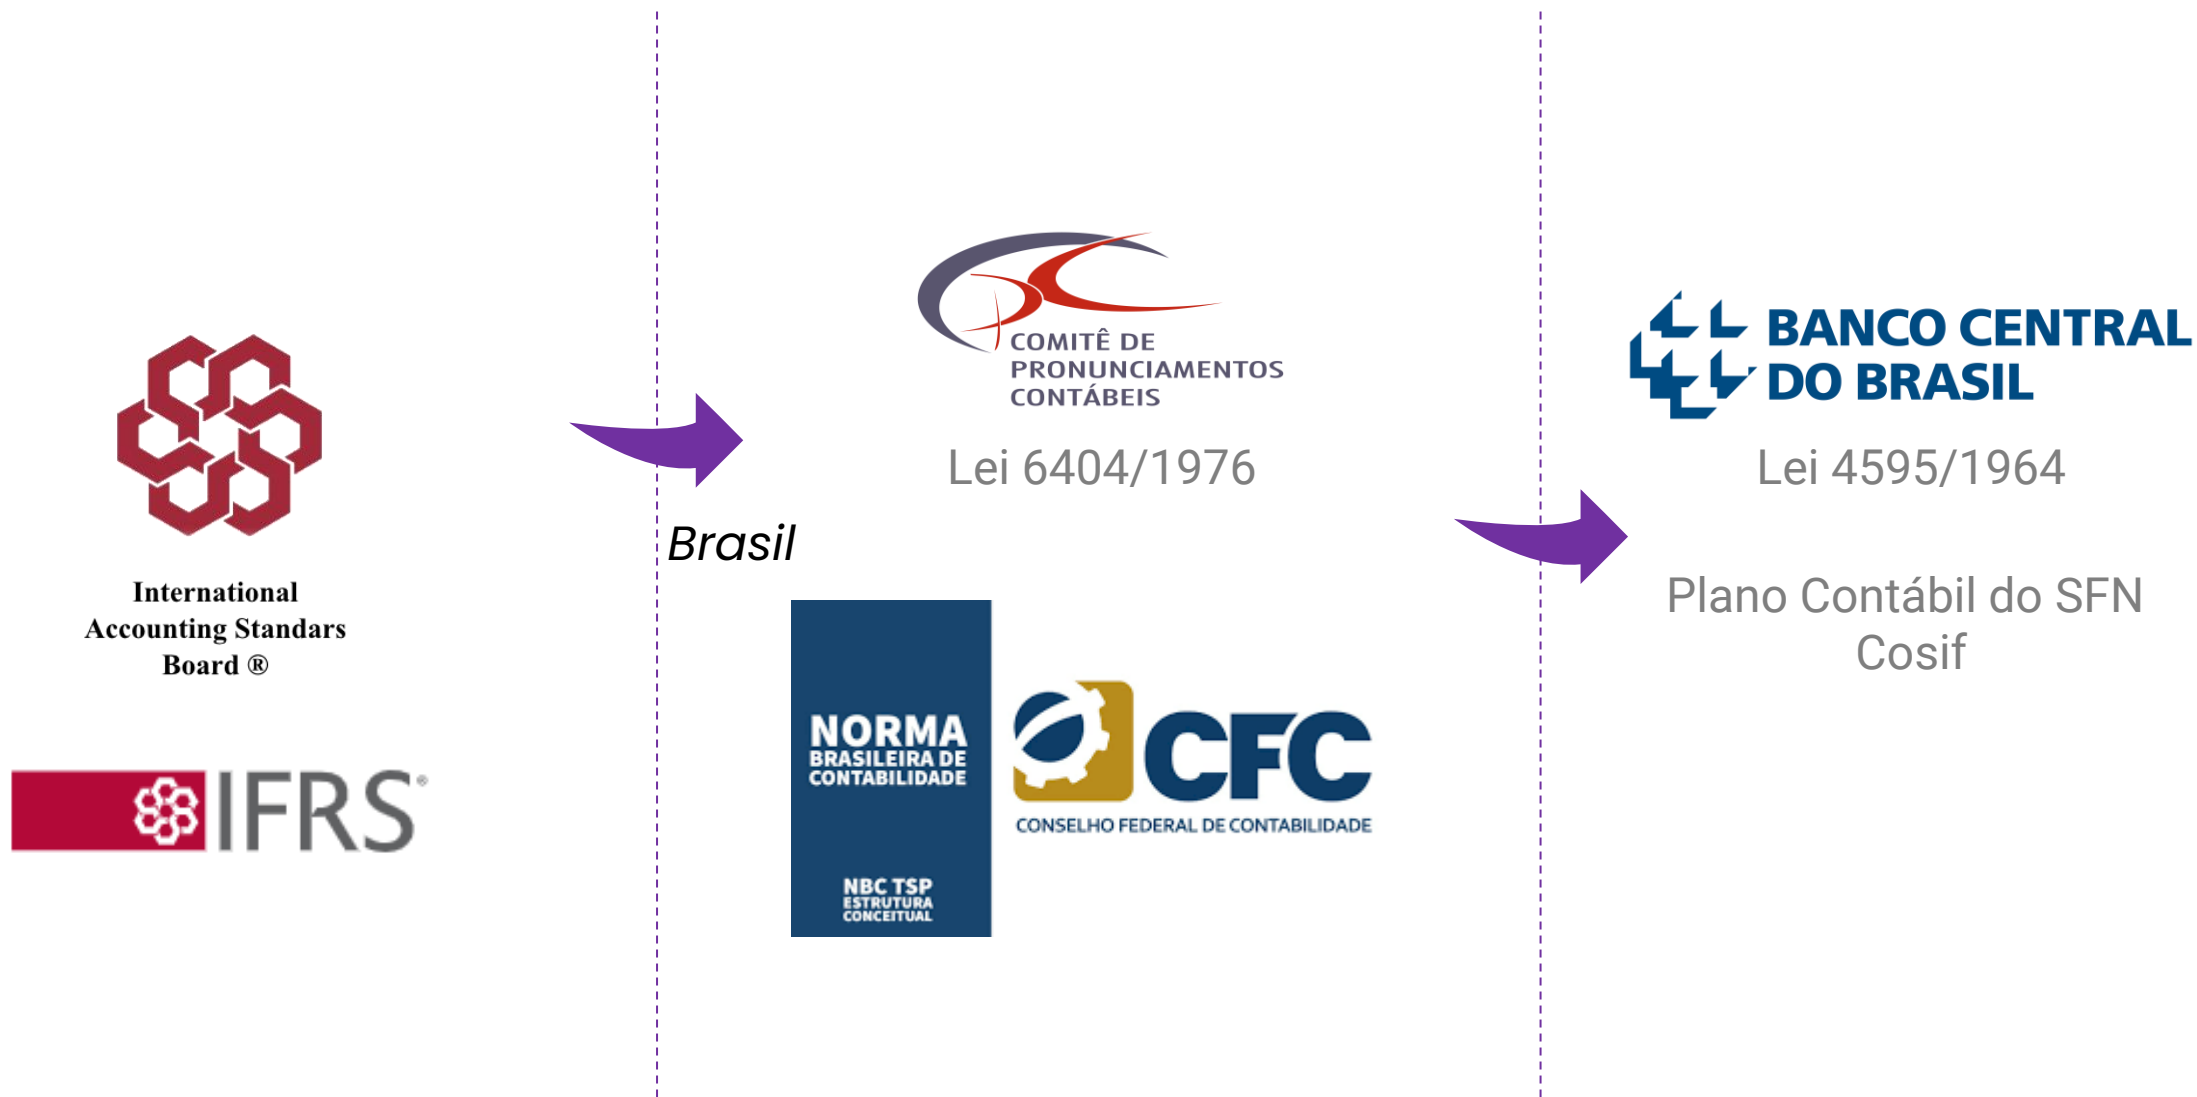 International
Accounting Standars
Board ®
IFRS®
Brasil
COMITÊ DE
PRONUNCIAMENTOS
CONTÁBEIS
Lei 6404/1976
NORMA
BRASILEIRA DE
CONTABILIDADE
NBC TSP
ESTRUTURA
CONCEITUAL
CFC
CONSELHO FEDERAL DE CONTABILIDADE
BANCO CENTRAL
DO BRASIL
Lei 4595/1964
Plano Contábil do SFN
Cosif